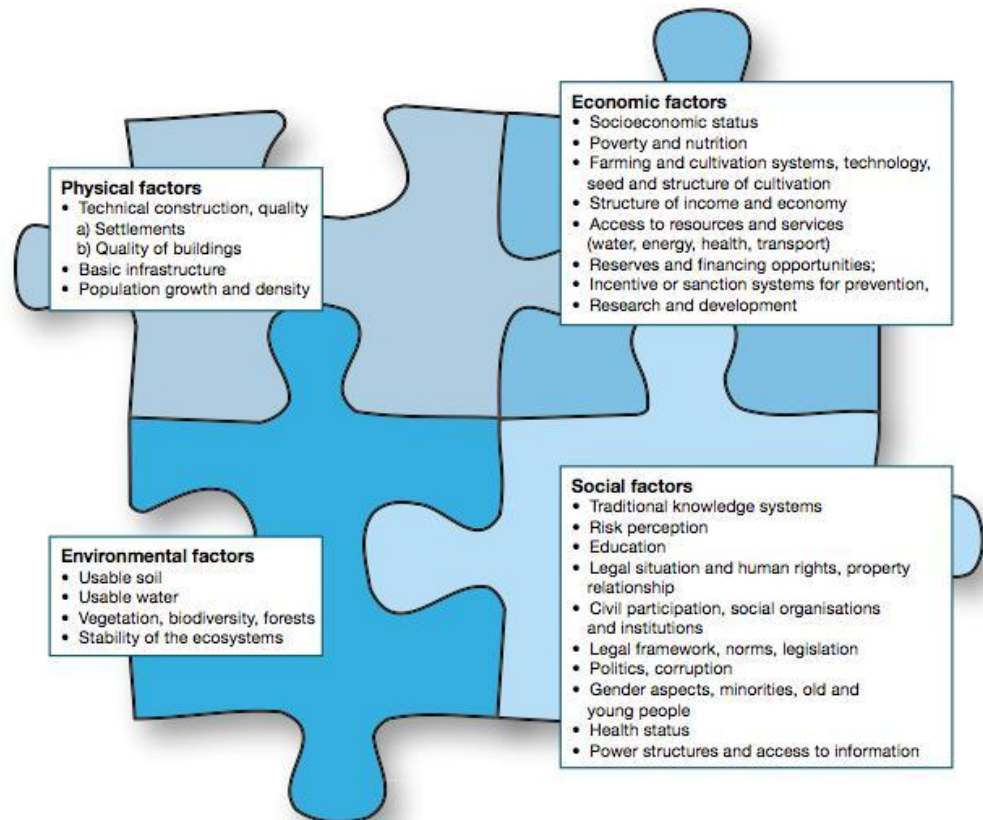 Physical factors
• Technical construction, quality
a) Settlements
b) Quality of buildings
• Basic infrastructure
• Population growth and density
Economic factors
• Socioeconomic status
• Poverty and nutrition
• Farming and cultivation systems, technology,
seed and structure of cultivation
• Structure of income and economy
• Access to resources and services
(water, energy, health, transport)
• Reserves and financing opportunities;
• Incentive or sanction systems for prevention,
• Research and development
Environmental factors
• Usable soil
• Usable water
• Vegetation, biodiversity, forests
• Stability of the ecosystems
Social factors
• Traditional knowledge systems
• Risk perception
• Education
• Legal situation and human rights, property
relationship
• Civil participation, social organisations
and institutions
• Legal framework, norms, legislation
• Politics, corruption
• Gender aspects, minorities, old and
young people
• Health status
• Power structures and access to information